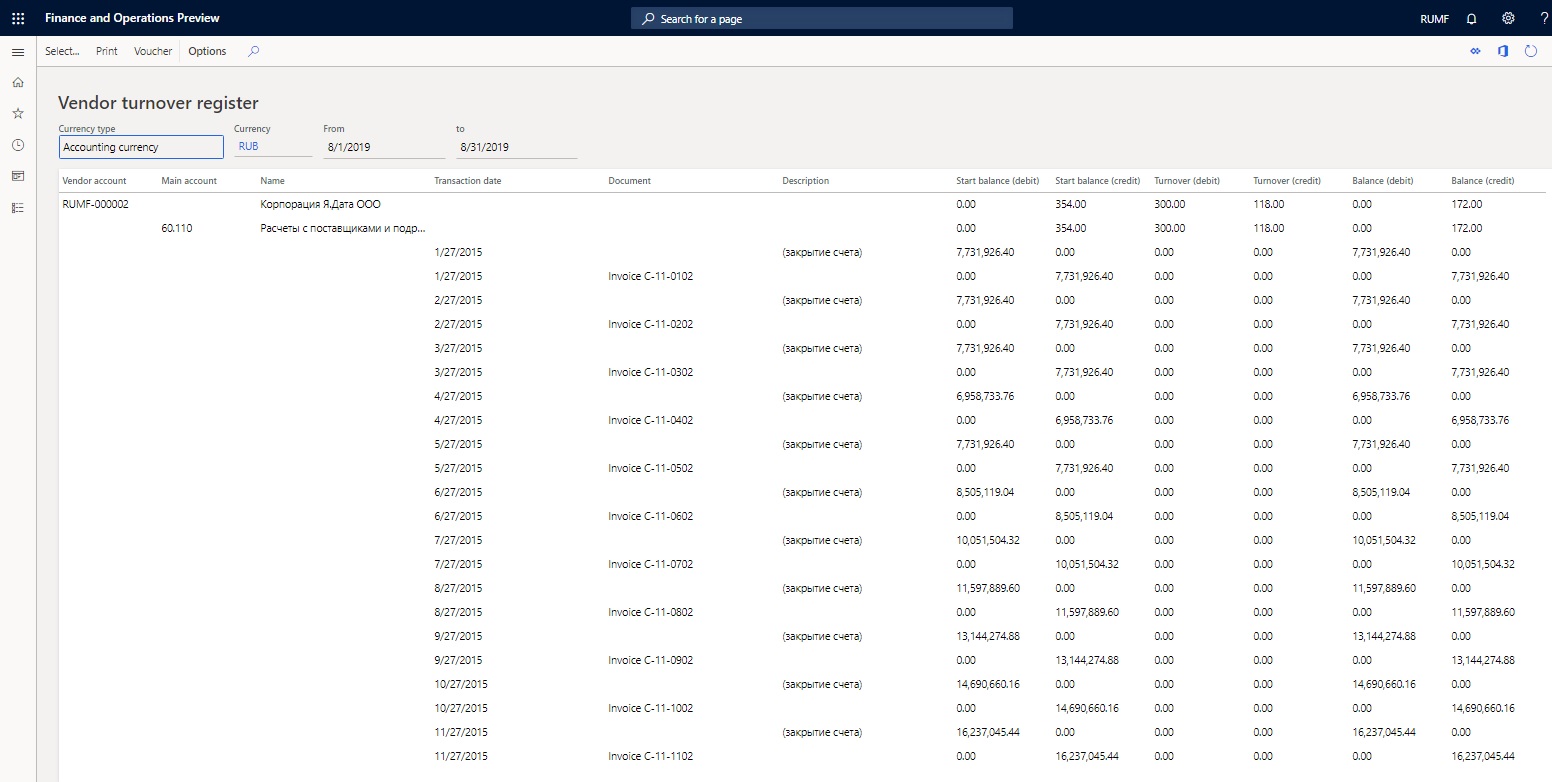 Finance and Operations Preview Search for a page RUMF ?
Select... Print Voucher Options
Vendor turnover register
Currency type Currency From to
Accounting currency RUB 8/1/2019 8/31/2019
Vendor account Main account Name Transaction date Document Description Start balance (debit) Start balance (credit) Turnover (debit) Turnover (credit) Balance (debit) Balance (credit)
RUMF-000002 Корпорация Я.Дата ООО 0.00 354.00 300.00 118.00 0.00 172.00
60.110 Расчеты с поставщиками и подр... 0.00 354.00 300.00 118.00 0.00 172.00
1/27/2015 (закрытие счета) 7,731,926.40 0.00 0.00 0.00 7,731,926.40 0.00
1/27/2015 Invoice C-11-0102 0.00 7,731,926.40 0.00 0.00 0.00 7,731,926.40
2/27/2015 (закрытие счета) 7,731,926.40 0.00 0.00 0.00 7,731,926.40 0.00
2/27/2015 Invoice C-11-0202 0.00 7,731,926.40 0.00 0.00 0.00 7,731,926.40
3/27/2015 (закрытие счета) 7,731,926.40 0.00 0.00 0.00 7,731,926.40 0.00
3/27/2015 Invoice C-11-0302 0.00 7,731,926.40 0.00 0.00 0.00 7,731,926.40
4/27/2015 (закрытие счета) 6,958,733.76 0.00 0.00 0.00 6,958,733.76 0.00
4/27/2015 Invoice C-11-0402 0.00 6,958,733.76 0.00 0.00 0.00 6,958,733.76
5/27/2015 (закрытие счета) 7,731,926.40 0.00 0.00 0.00 7,731,926.40 0.00
5/27/2015 Invoice C-11-0502 0.00 7,731,926.40 0.00 0.00 0.00 7,731,926.40
6/27/2015 (закрытие счета) 8,505,119.04 0.00 0.00 0.00 8,505,119.04 0.00
6/27/2015 Invoice C-11-0602 0.00 8,505,119.04 0.00 0.00 0.00 8,505,119.04
7/27/2015 (закрытие счета) 10,051,504.32 0.00 0.00 0.00 10,051,504.32 0.00
7/27/2015 Invoice C-11-0702 0.00 10,051,504.32 0.00 0.00 0.00 10,051,504.32
8/27/2015 (закрытие счета) 11,597,889.60 0.00 0.00 0.00 11,597,889.60 0.00
8/27/2015 Invoice C-11-0802 0.00 11,597,889.60 0.00 0.00 0.00 11,597,889.60
9/27/2015 (закрытие счета) 13,144,274.88 0.00 0.00 0.00 13,144,274.88 0.00
9/27/2015 Invoice C-11-0902 0.00 13,144,274.88 0.00 0.00 0.00 13,144,274.88
10/27/2015 (закрытие счета) 14,690,660.16 0.00 0.00 0.00 14,690,660.16 0.00
10/27/2015 Invoice C-11-1002 0.00 14,690,660.16 0.00 0.00 0.00 14,690,660.16
11/27/2015 (закрытие счета) 16,237,045.44 0.00 0.00 0.00 16,237,045.44 0.00
11/27/2015 Invoice C-11-1102 0.00 16,237,045.44 0.00 0.00 0.00 16,237,045.44